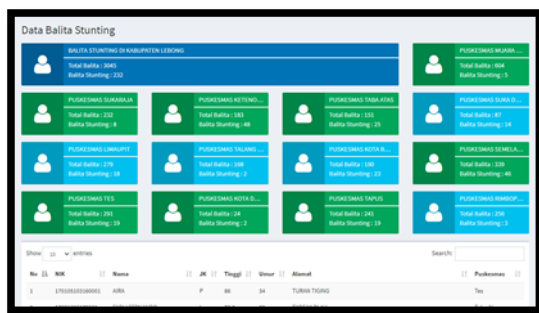 Data Balita Stunting
BALITA STUNTING DI KABUPATEN LEBONG
Total Balita : 3045
Balita Stunting : 232
PUSKESMAS MUARA ...
Total Balita : 604
Balita Stunting : 5
PUSKESMAS SUKARAJA
Total Balita : 232
Balita Stunting : 8
PUSKESMAS KETENO...
Total Balita : 183
Balita Stunting : 48
PUSKESMAS TABA ATAS
Total Balita : 151
Balita Stunting : 25
PUSKESMAS SUKA D...
Total Balita : 87
Balita Stunting : 14
PUSKESMAS LIMAUPIT
Total Balita : 279
Balita Stunting : 18
PUSKESMAS TALANG ...
Total Balita : 168
Balita Stunting : 2
PUSKESMAS KOTA B...
Total Balita : 190
Balita Stunting : 23
PUSKESMAS SEMELA...
Total Balita : 339
Balita Stunting : 46
PUSKESMAS TES
Total Balita : 291
Balita Stunting : 19
PUSKESMAS KOTA D...
Total Balita : 24
Balita Stunting : 2
PUSKESMAS TAPUS
Total Balita : 241
Balita Stunting : 19
PUSKESMAS RIMBOP...
Total Balita : 256
Balita Stunting : 3
Show 10 entries
Search:
No NIK Nama JK Tinggi Umur Alamat Puskesmas
1 AIRA P 86 34 TURAN TIGING Tes